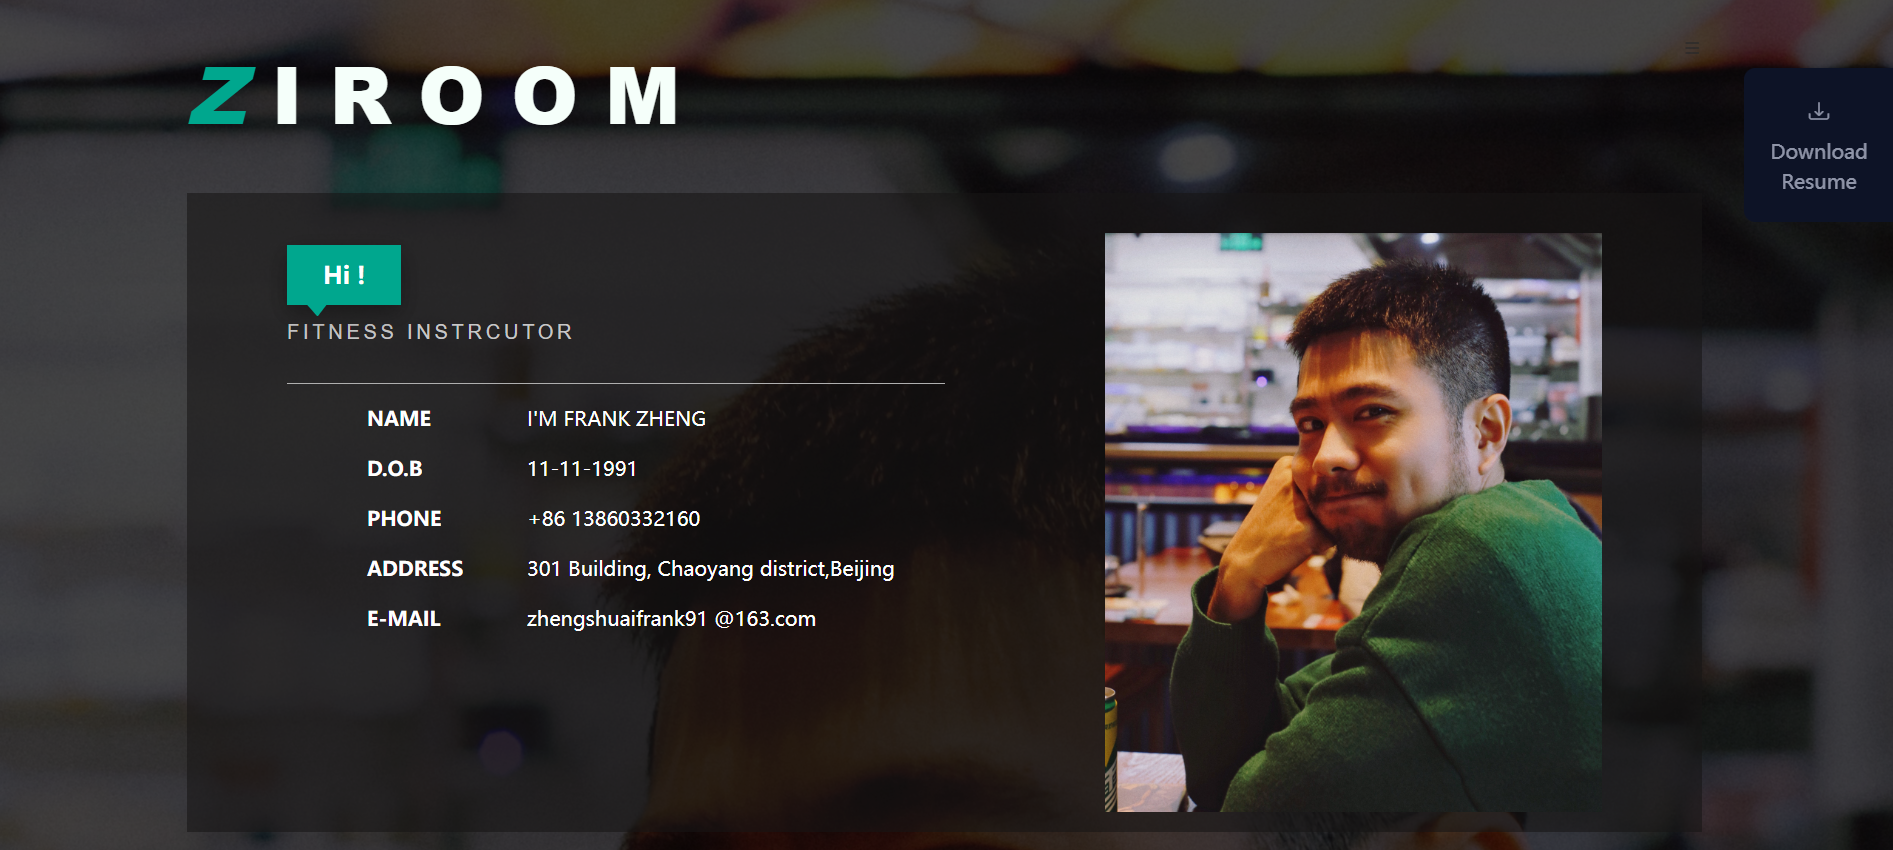 ZIROOM
Download
Resume
Hi !
FITNESS INSTRCUTOR
NAME I'M FRANK ZHENG
D.O.B 11-11-1991
PHONE +86 13860332160
ADDRESS 301 Building, Chaoyang district,Beijing
E-MAIL zhengshuaifrank91 @163.com